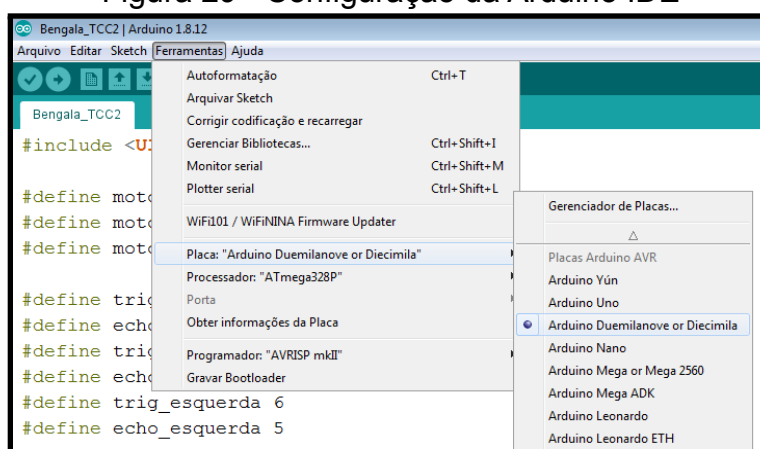 Figura 29 - Configuração da Arduino IDE
Bengala_TCC2 | Arduino 1.8.12
Arquivo Editar Sketch Ferramentas Ajuda
Bengala_TCC2
Autoformatação Ctrl+T
Arquivar Sketch
Corrigir codificação e recarregar
Gerenciar Bibliotecas... Ctrl+Shift+I
Monitor serial Ctrl+Shift+M
Plotter serial Ctrl+Shift+L
WiFi101 / WiFiNINA Firmware Updater
Placa: "Arduino Duemilanove or Diecimila"
Processador: "ATmega328P"
Porta
Obter informações da Placa
Programador: "AVRISP mkII"
Gravar Bootloader
Gerenciador de Placas...
Placas Arduino AVR
Arduino Yún
Arduino Uno
Arduino Duemilanove or Diecimila
Arduino Nano
Arduino Mega or Mega 2560
Arduino Mega ADK
Arduino Leonardo
Arduino Leonardo ETH
#include <U
#define moto
#define moto
#define moto
#define trig
#define echo
#define trig
#define echo
#define trig_esquerda 6
#define echo_esquerda 5